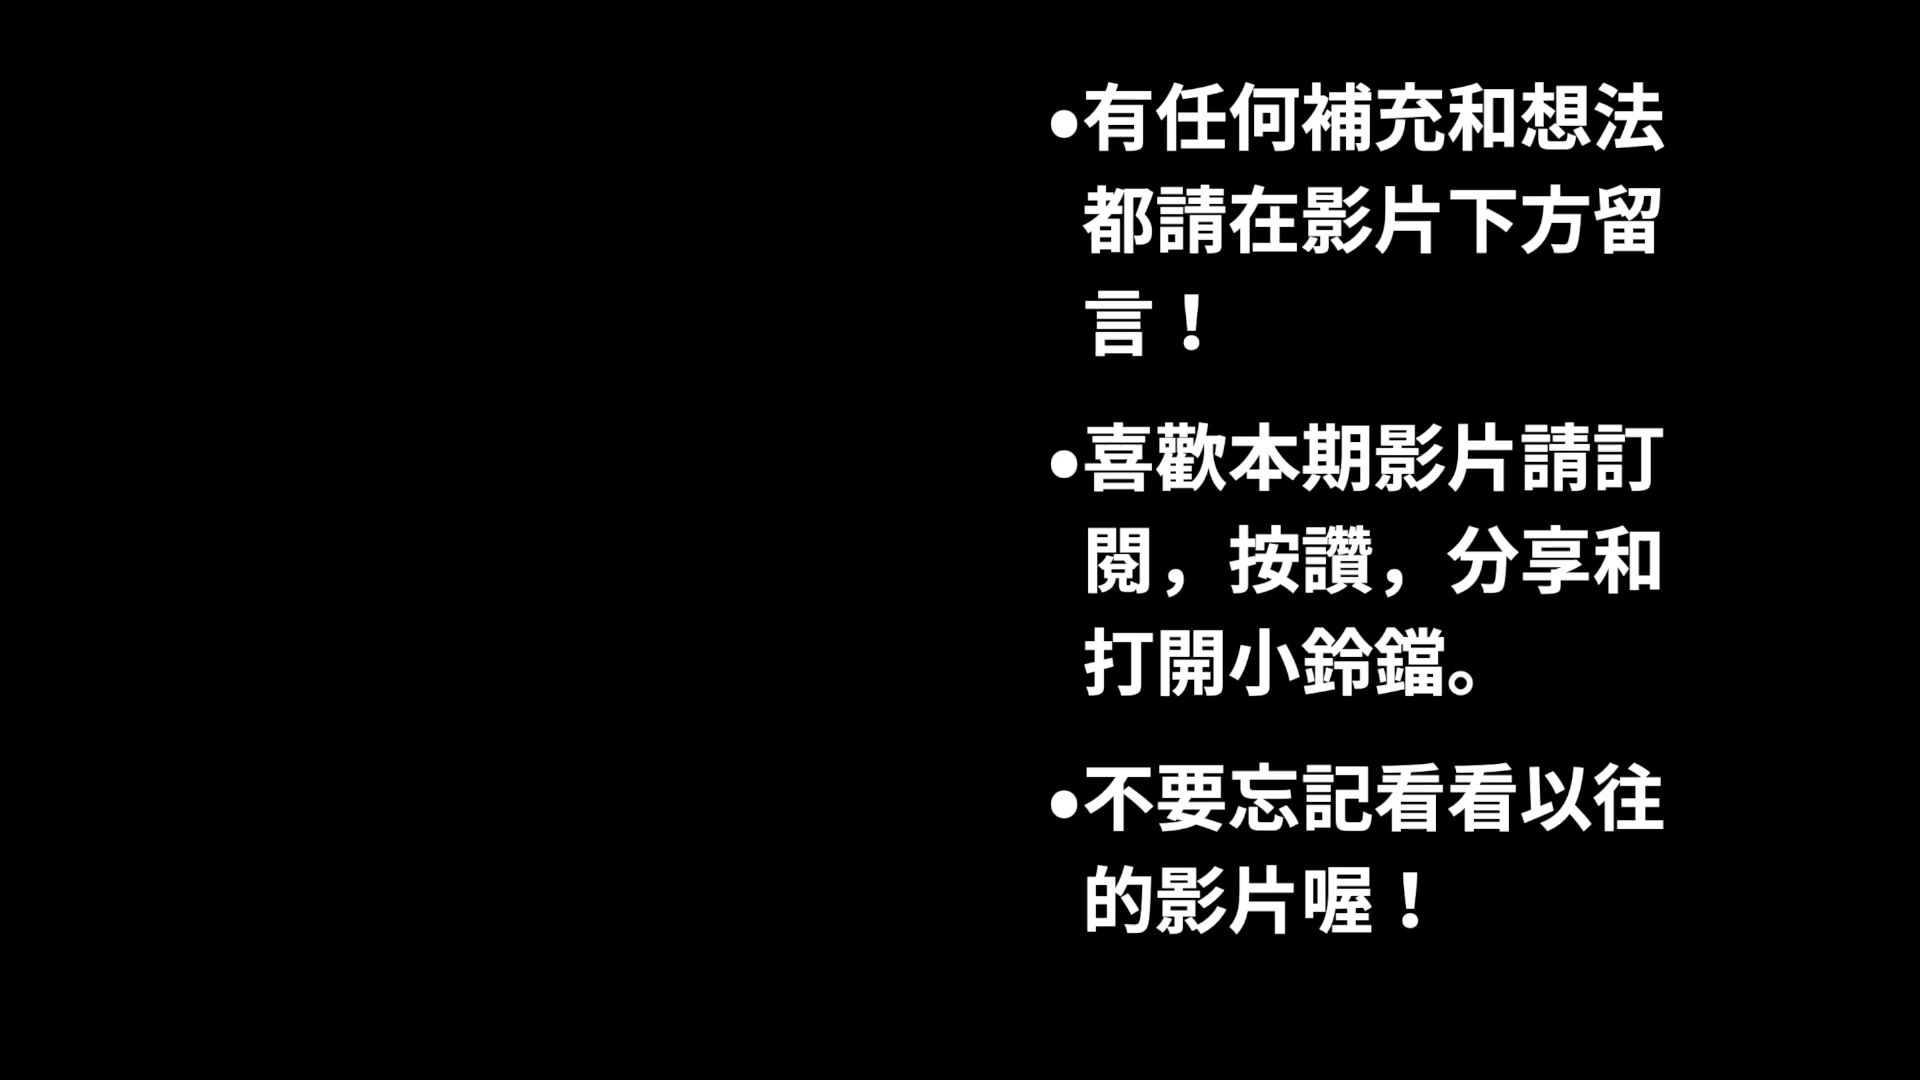 •有任何補充和想法
都請在影片下方留
言！
•喜歡本期影片請訂
閱，按讚，分享和
打開小鈴鐺。
•不要忘記看看以往
的影片喔！